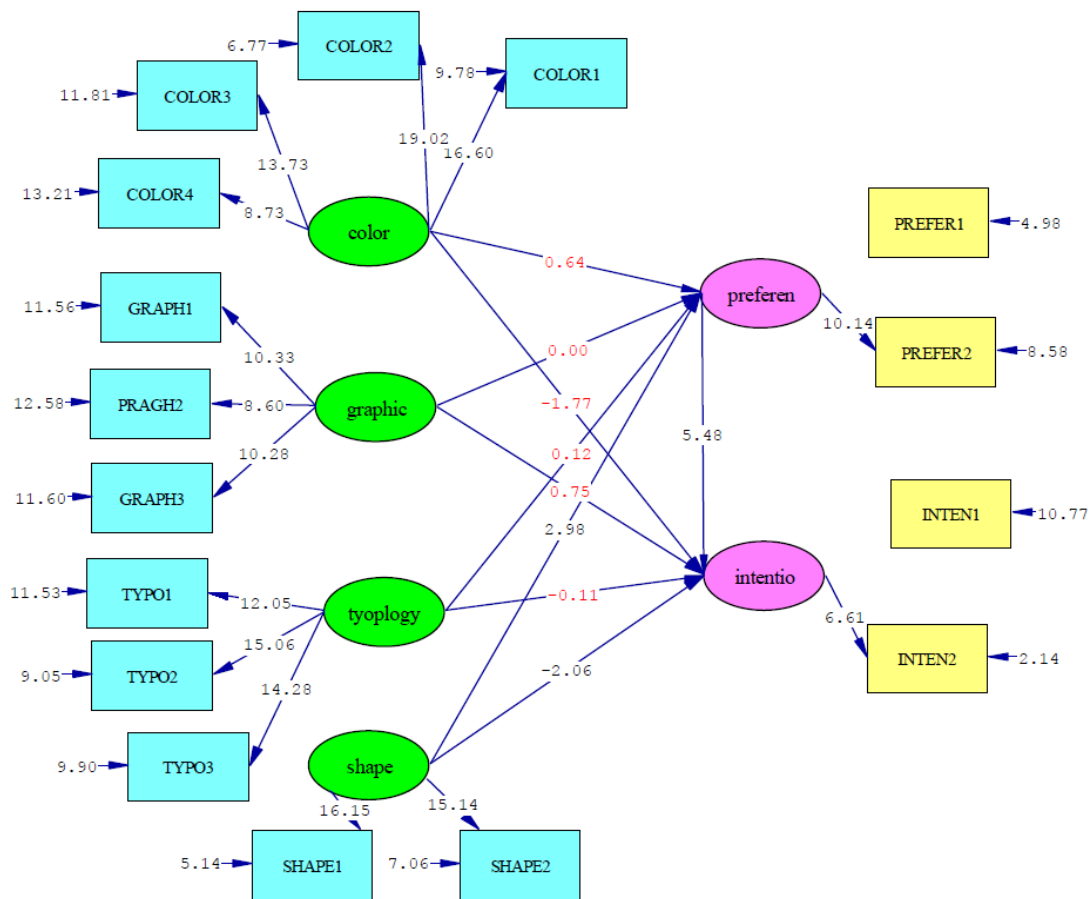 6.77
COLOR2
9.78
COLOR1
11.81
COLOR3
19.02
16.60
13.73
13.21
COLOR4
8.73
color
PREFER1
4.98
0.64
preferen
11.56
GRAPH1
10.33
10.14
PREFER2
8.58
0.00
12.58
PRAGH2
8.60
graphic
-1.77
5.48
10.28
0.12
11.60
GRAPH3
0.75
2.98
INTEN1
10.77
11.53
TYPO1
12.05
tyoplogy
-0.11
intentio
15.06
6.61
9.05
TYPO2
-2.06
INTEN2
2.14
14.28
9.90
TYPO3
shape
16.15
15.14
5.14
SHAPE1
7.06
SHAPE2